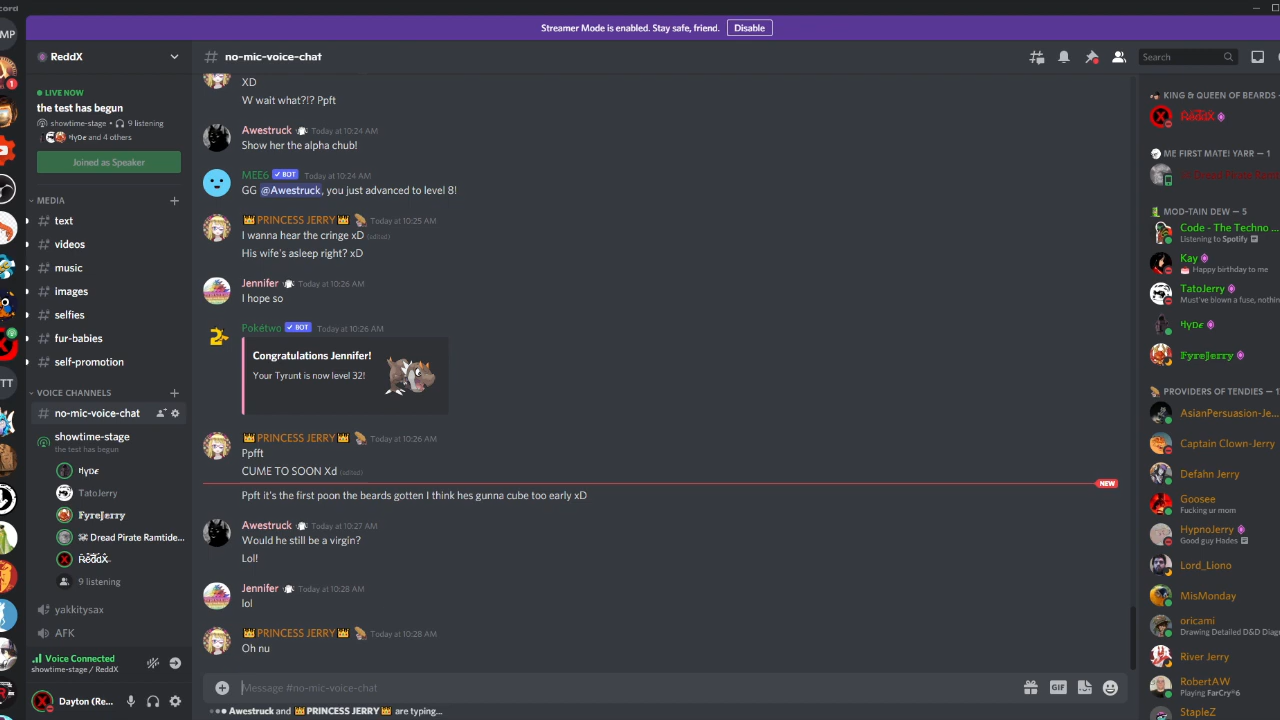 cord
Streamer Mode is enabled. Stay safe, friend. Disable
MP
1
TT
ReddX
LIVE NOW
the test has begun
showtime-stage • 9 listening
ҸƴDɛ and 4 others
Joined as Speaker
MEDIA
text
videos
music
images
selfies
fur-babies
self-promotion
VOICE CHANNELS
no-mic-voice-chat
showtime-stage
the test has begun
TatoJerry
FyreJerry
Dread Pirate Ramtide...
ReddX
9 listening
yakkitysax
AFK
Voice Connected
showtime-stage / ReddX
Dayton (Re...
no-mic-voice-chat
Search
XD
W wait what?!? Ppft
Awestruck Today at 10:24 AM
Show her the alpha chub!
MEE6 ✓ BOT Today at 10:24 AM
GG @Awestruck, you just advanced to level 8!
👑PRINCESS JERRY 👑 Today at 10:25 AM
I wanna hear the cringe xD (edited)
His wife's asleep right? xD
Jennifer Today at 10:26 AM
I hope so
Pokétwo ✓ BOT Today at 10:26 AM
Congratulations Jennifer!
Your Tyrunt is now level 32!
👑PRINCESS JERRY 👑 Today at 10:26 AM
Ppfft
CUME TO SOON Xd (edited)
NEW
Ppft it's the first poon the beards gotten I think hes gunna cube too early xD
Awestruck Today at 10:27 AM
Would he still be a virgin?
Lol!
Jennifer Today at 10:28 AM
lol
👑PRINCESS JERRY 👑 Today at 10:28 AM
Oh nu
Message #no-mic-voice-chat
GIF
Awestruck and 👑PRINCESS JERRY 👑 are typing...
KING & QUEEN OF BEARDS —
ReddX
ME FIRST MATE! YARR — 1
MOD-TAIN DEW — 5
Code - The Techno ...
Listening to Spotify
Kay
Happy birthday to me
TatoJerry
Must've blown a fuse, nothin
FyreJerry
PROVIDERS OF TENDIES — 1
AsianPersuasion-Je...
Captain Clown-Jerry
Defahn Jerry
Goosee
Fucking ur mom
HypnoJerry
Good guy Hades
Lord_Liono
MisMonday
oricami
Drawing Detailed D&D Diag
River Jerry
RobertAW
Playing FarCry®6
StapleZ